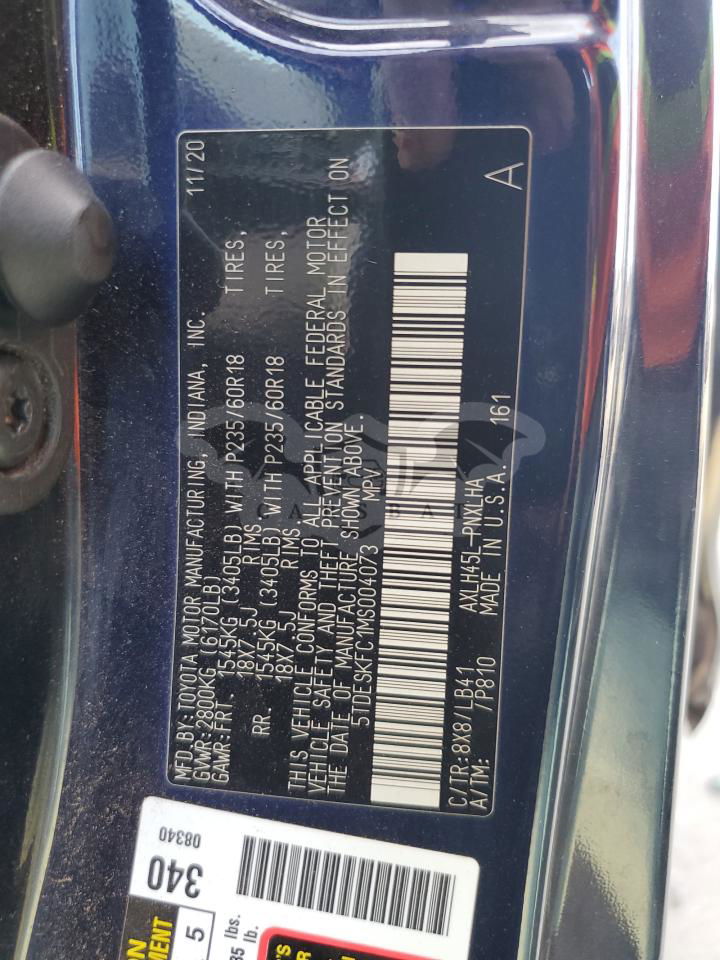 MFD.BY:TOYOTA MOTOR MANUFACTURING, INDIANA, INC. 11/20
GVWR:2800KG (6170LB)
GAWR:FRT. 1545KG (3405LB) WITH P235/60R18 TIRES,
18X7.5J RIMS
RR. 1545KG (3405LB) WITH P235/60R18 TIRES,
18X7.5J RIMS
THIS VEHICLE CONFORMS TO ALL APPLICABLE FEDERAL MOTOR
VEHICLE SAFETY AND THEFT PREVENTION STANDARDS IN EFFECT ON
THE DATE OF MANUFACTURE SHOWN ABOVE.
5TDESKFC1MS004073 MPV
C/TR:8X8/LB41 AXLH45L-PNXLHA 161
A/TM: /P810 MADE IN U.S.A. A
340
08340
5
lbs.
lb.